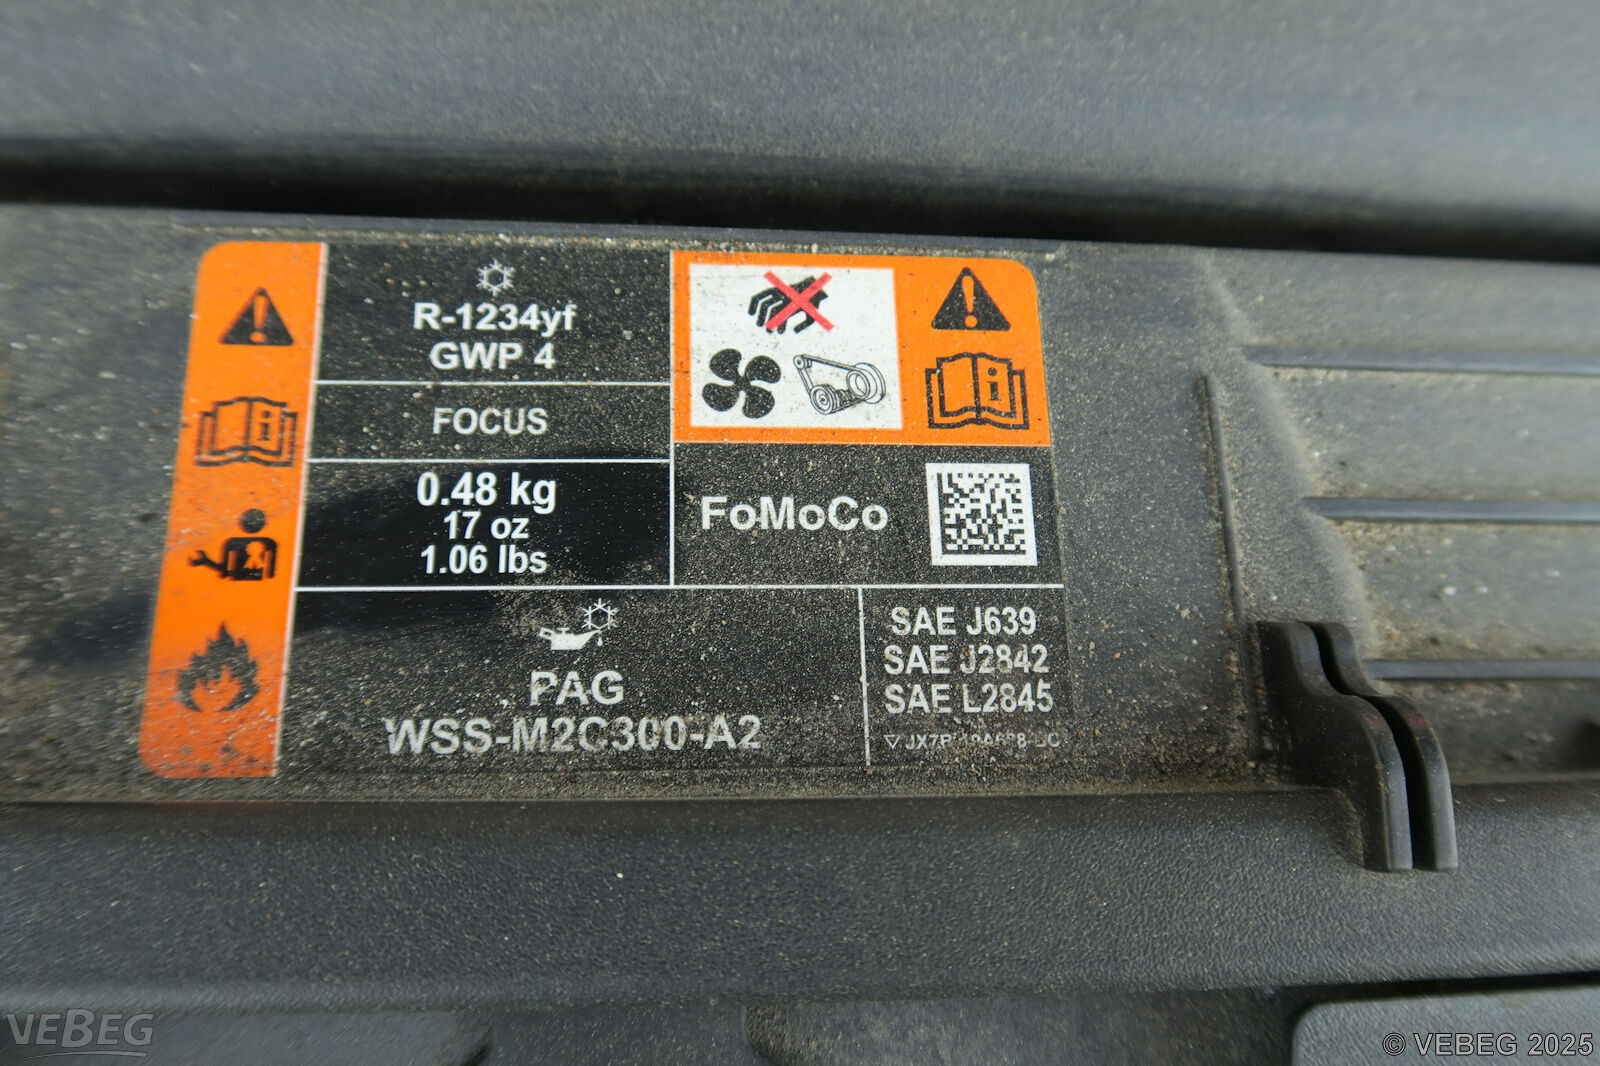 R-1234yf
GWP 4
FOCUS
0.48 kg
17 oz
1.06 lbs
FoMoCo
PAG
WSS-M2C300-A2
SAE J639
SAE J2842
SAE L2845
VEBEG
© VEBEG 2025